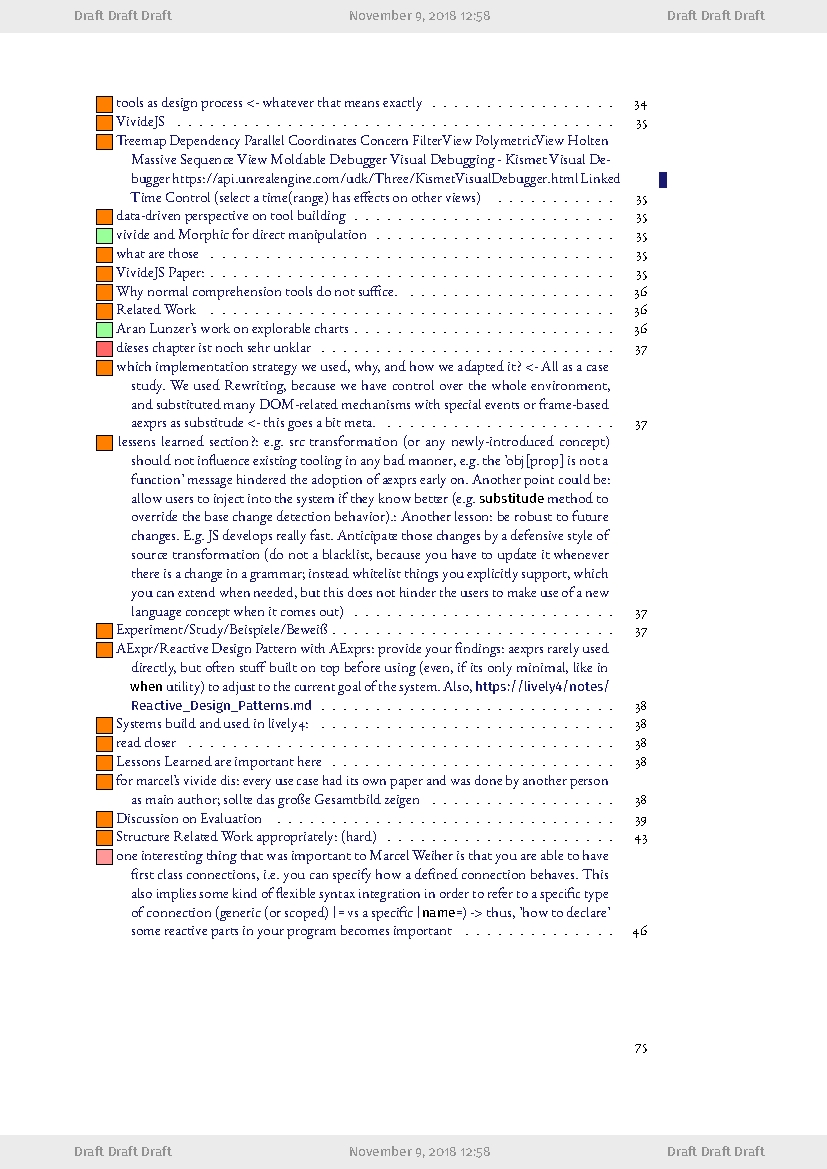 Draft Draft Draft November 9, 2018 12:58 Draft Draft Draft
tools as design process <- whatever that means exactly . . . . . . . . . . . . . . . . . 34
VivideJS . . . . . . . . . . . . . . . . . . . . . . . . . . . . . . . . . . . . . . . . 35
Treemap Dependency Parallel Coordinates Concern FilterView PolymetricView Holten
Massive Sequence View Moldable Debugger Visual Debugging - Kismet Visual De-
bugger https://api.unrealengine.com/udk/Three/KismetVisualDebugger.html Linked
Time Control (select a time(range) has effects on other views) . . . . . . . . . . . 35
data-driven perspective on tool building . . . . . . . . . . . . . . . . . . . . . . . . 35
vivide and Morphic for direct manipulation . . . . . . . . . . . . . . . . . . . . . . 35
what are those . . . . . . . . . . . . . . . . . . . . . . . . . . . . . . . . . . . . . 35
VivideJS Paper: . . . . . . . . . . . . . . . . . . . . . . . . . . . . . . . . . . . . . 35
Why normal comprehension tools do not suffice. . . . . . . . . . . . . . . . . . . . 36
Related Work . . . . . . . . . . . . . . . . . . . . . . . . . . . . . . . . . . . . . 36
Aran Lunzer's work on explorable charts . . . . . . . . . . . . . . . . . . . . . . . . 36
dieses chapter ist noch sehr unklar . . . . . . . . . . . . . . . . . . . . . . . . . . . 37
which implementation strategy we used, why, and how we adapted it? <- All as a case
study. We used Rewriting, because we have control over the whole environment,
and substituted many DOM-related mechanisms with special events or frame-based
aexprs as substitute <- this goes a bit meta. . . . . . . . . . . . . . . . . . . . . . 37
lessens learned section?: e.g. src transformation (or any newly-introduced concept)
should not influence existing tooling in any bad manner, e.g. the 'obj[prop] is not a
function' message hindered the adoption of aexprs early on. Another point could be:
allow users to inject into the system if they know better (e.g. substitude method to
override the base change detection behavior).: Another lesson: be robust to future
changes. E.g. JS develops really fast. Anticipate those changes by a defensive style of
source transformation (do not a blacklist, because you have to update it whenever
there is a change in a grammar; instead whitelist things you explicitly support, which
you can extend when needed, but this does not hinder the users to make use of a new
language concept when it comes out) . . . . . . . . . . . . . . . . . . . . . . . . 37
Experiment/Study/Beispiele/Beweiß . . . . . . . . . . . . . . . . . . . . . . . . . . 37
AExpr/Reactive Design Pattern with AExprs: provide your findings: aexprs rarely used
directly, but often stuff built on top before using (even, if its only minimal, like in
when utility) to adjust to the current goal of the system. Also, https://lively4/notes/
Reactive_Design_Patterns.md . . . . . . . . . . . . . . . . . . . . . . . . . . . 38
Systems build and used in lively4: . . . . . . . . . . . . . . . . . . . . . . . . . . . 38
read closer . . . . . . . . . . . . . . . . . . . . . . . . . . . . . . . . . . . . . . . 38
Lessons Learned are important here . . . . . . . . . . . . . . . . . . . . . . . . . . 38
for marcel's vivide dis: every use case had its own paper and was done by another person
as main author; sollte das große Gesamtbild zeigen . . . . . . . . . . . . . . . . . 38
Discussion on Evaluation . . . . . . . . . . . . . . . . . . . . . . . . . . . . . . . 39
Structure Related Work appropriately: (hard) . . . . . . . . . . . . . . . . . . . . . 43
one interesting thing that was important to Marcel Weiher is that you are able to have
first class connections, i.e. you can specify how a defined connection behaves. This
also implies some kind of flexible syntax integration in order to refer to a specific type
of connection (generic (or scoped) |= vs a specific |name=) -> thus, 'how to declare'
some reactive parts in your program becomes important . . . . . . . . . . . . . . 46
75
Draft Draft Draft November 9, 2018 12:58 Draft Draft Draft